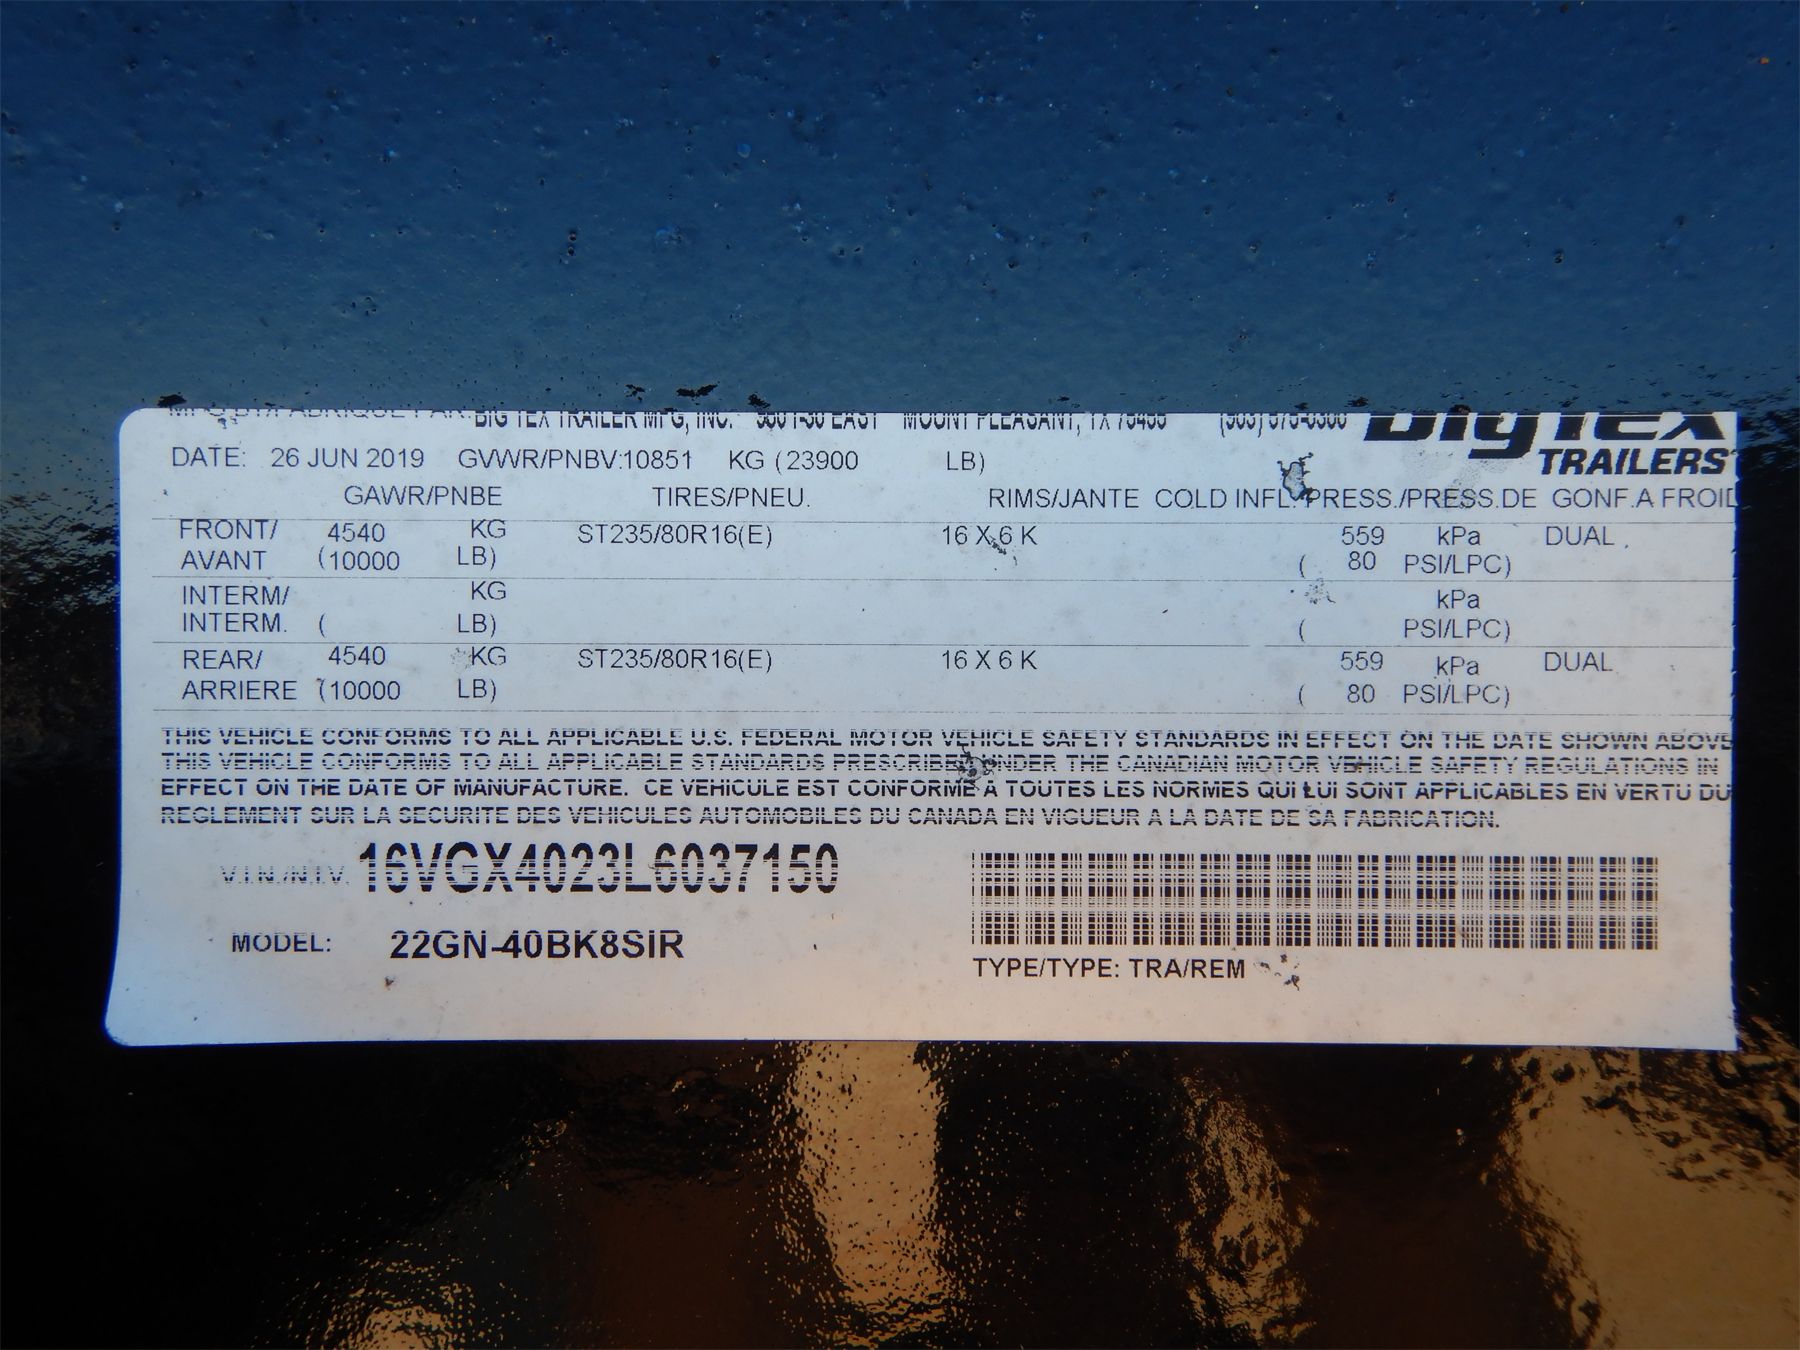 MFG BY/FABRIQUE PAR: BIG TEX TRAILER MFG, INC. I-30 EAST MOUNT PLEASANT, TX 75455
BigTex
TRAILERS
DATE: 26 JUN 2019 GVWR/PNBV:10851 KG (23900 LB)
GAWR/PNBE TIRES/PNEU. RIMS/JANTE COLD INFL. PRESS./PRESS.DE GONF.A FROID
FRONT/ 4540 KG ST235/80R16(E) 16 X 6 K 559 kPa DUAL
AVANT (10000 LB) ( 80 PSI/LPC)
INTERM/ KG kPa
INTERM. ( LB) ( PSI/LPC)
REAR/ 4540 KG ST235/80R16(E) 16 X 6 K 559 kPa DUAL
ARRIERE (10000 LB) ( 80 PSI/LPC)
THIS VEHICLE CONFORMS TO ALL APPLICABLE U.S. FEDERAL MOTOR VEHICLE SAFETY STANDARDS IN EFFECT ON THE DATE SHOWN ABOVE
THIS VEHICLE CONFORMS TO ALL APPLICABLE STANDARDS PRESCRIBED UNDER THE CANADIAN MOTOR VEHICLE SAFETY REGULATIONS IN
EFFECT ON THE DATE OF MANUFACTURE. CE VEHICULE EST CONFORME A TOUTES LES NORMES QUI LUI SONT APPLICABLES EN VERTU DU
REGLEMENT SUR LA SECURITE DES VEHICULES AUTOMOBILES DU CANADA EN VIGUEUR A LA DATE DE SA FABRICATION.
V.I.N./N.I.V. 16VGX4023L6037150
MODEL: 22GN-40BK8SIR
TYPE/TYPE: TRA/REM